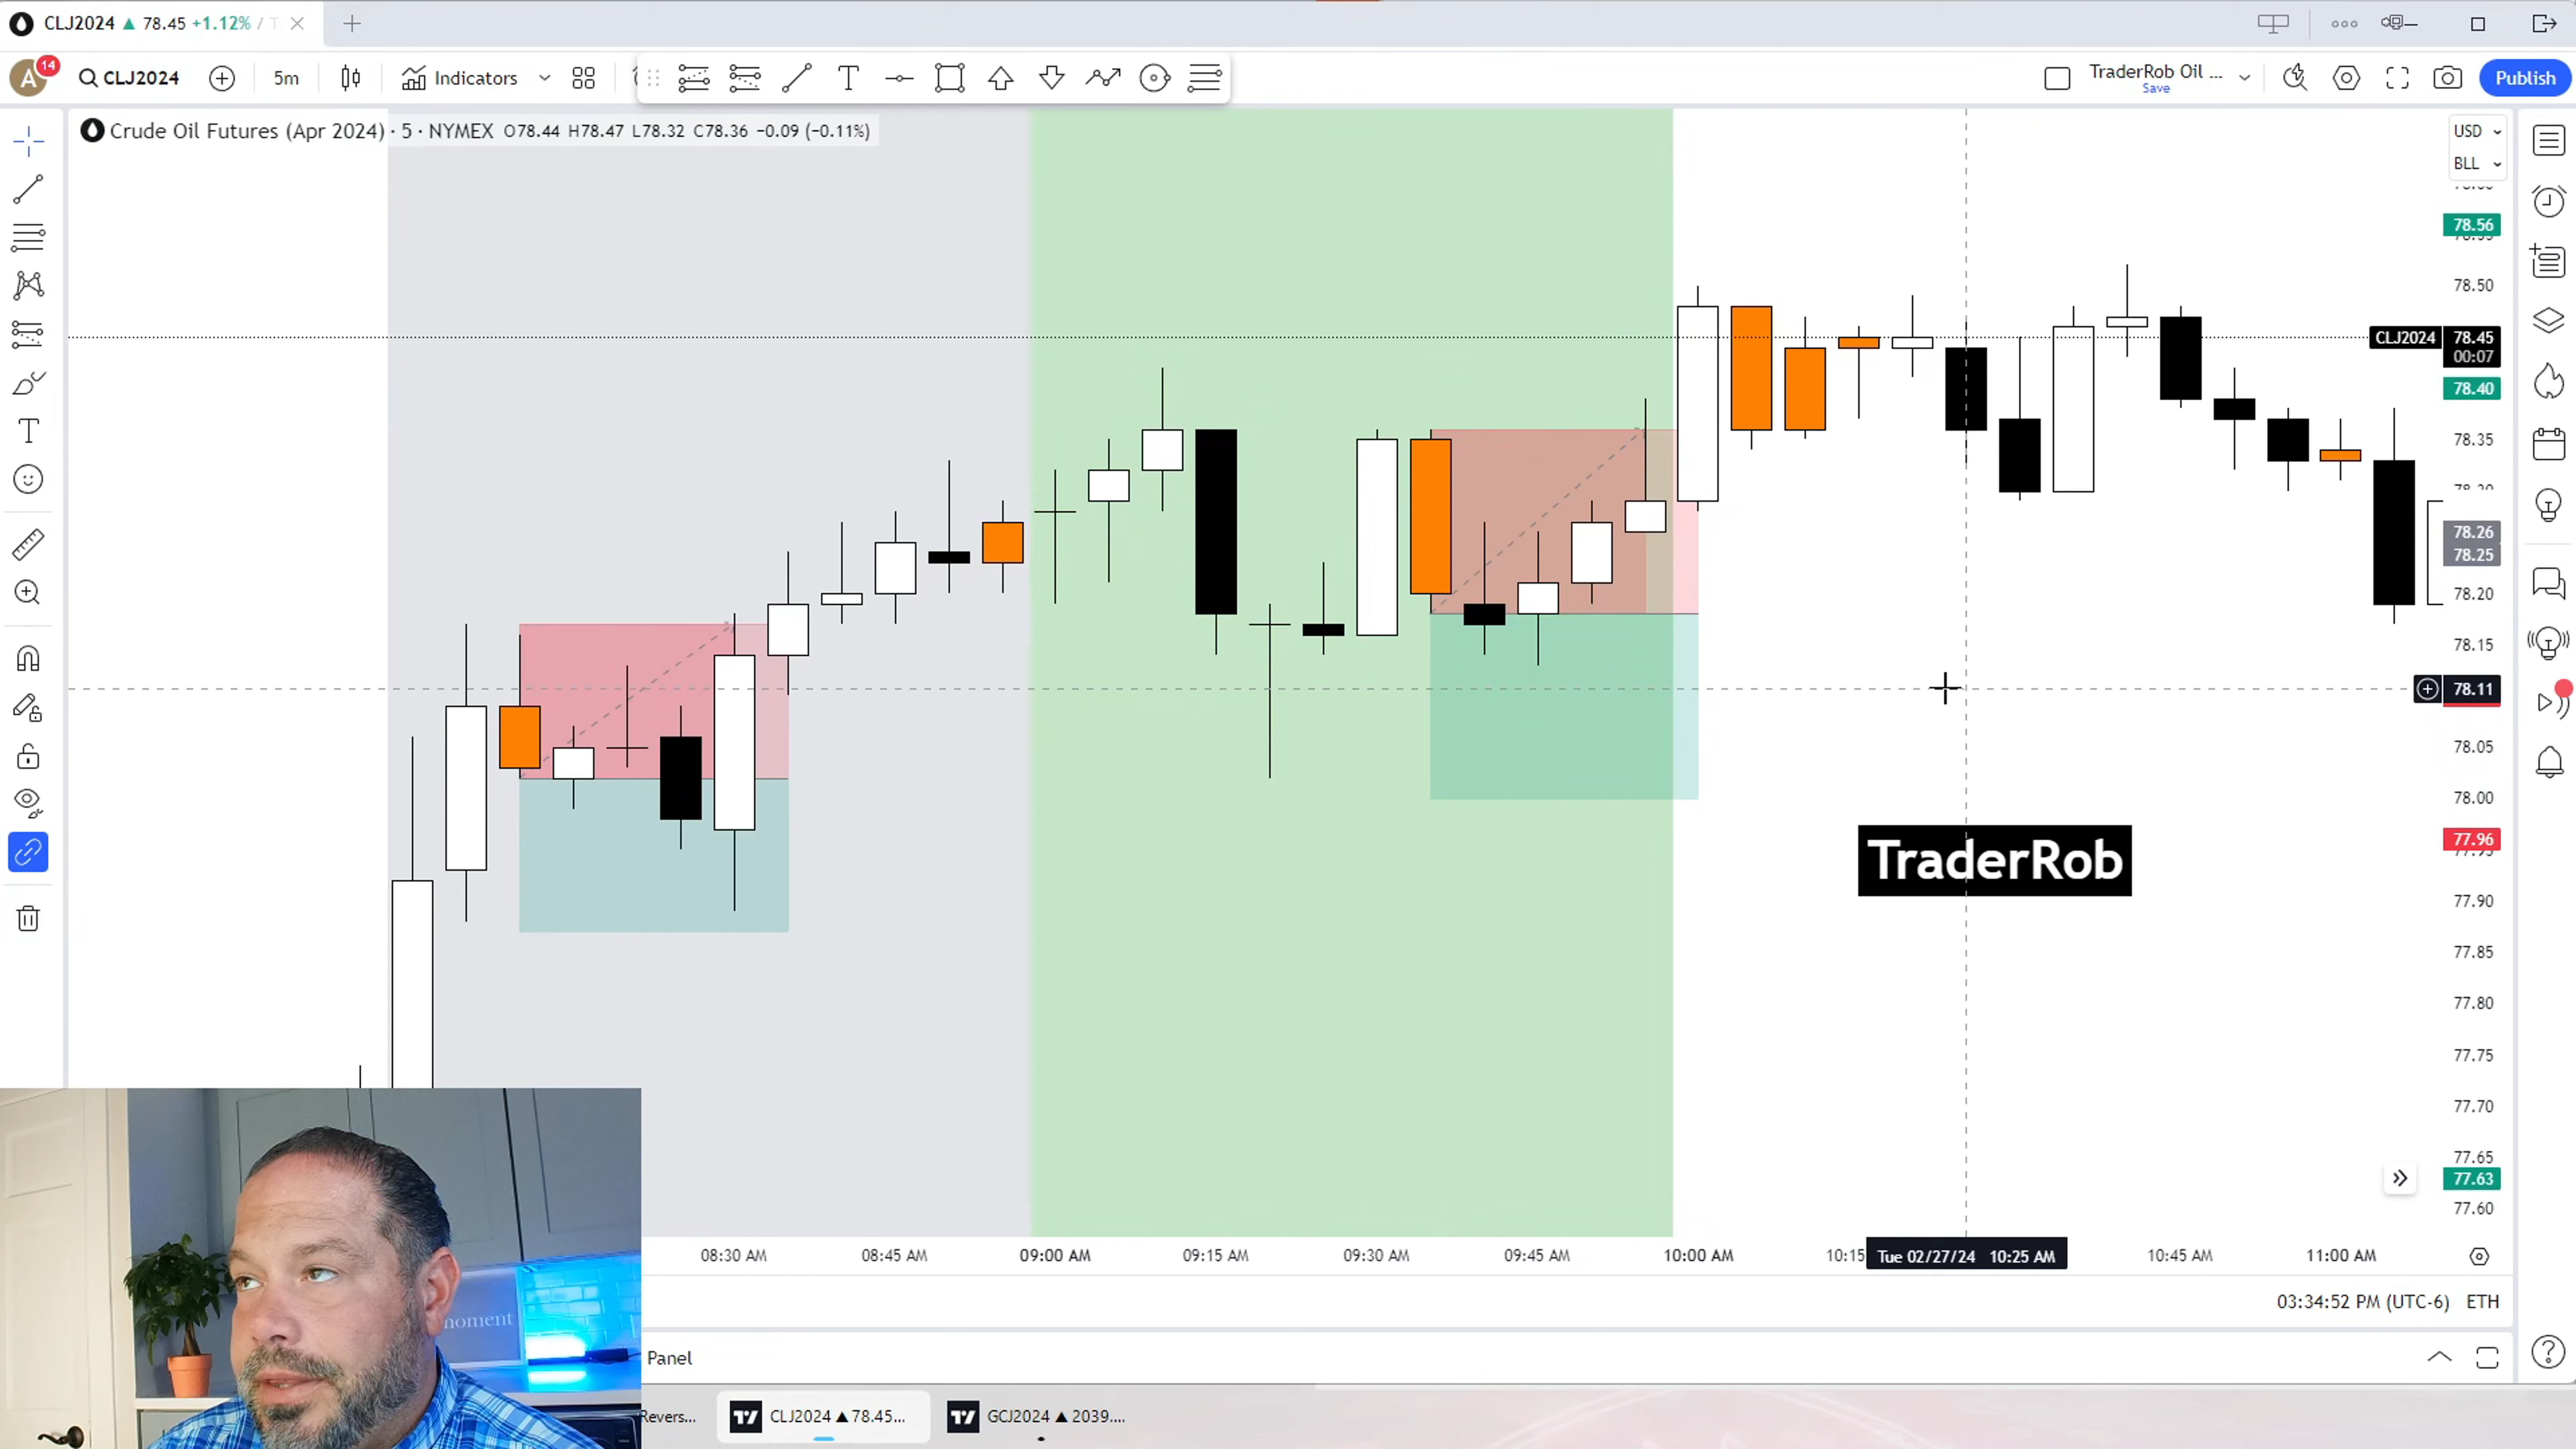 CLJ2024 ▲ 78.45 +1.12% /
A 14 CLJ2024 5m Indicators TraderRob Oil ... Save Publish
Crude Oil Futures (Apr 2024) · 5 · NYMEX O78.44 H78.47 L78.32 C78.36 −0.09 (−0.11%)
USD
BLL
78.56
78.50
CLJ2024 78.45
00:07
78.40
78.35
78.26
78.25
78.20
78.15
78.11
78.05
78.00
77.96
77.90
77.85
77.80
77.75
77.70
77.65
77.63
77.60
TraderRob
08:30 AM 08:45 AM 09:00 AM 09:15 AM 09:30 AM 09:45 AM 10:00 AM 10:15 Tue 02/27/24 10:25 AM 10:45 AM 11:00 AM
03:34:52 PM (UTC-6) ETH
moment
Panel
Revers... CLJ2024 ▲ 78.45... GCJ2024 ▲ 2039....